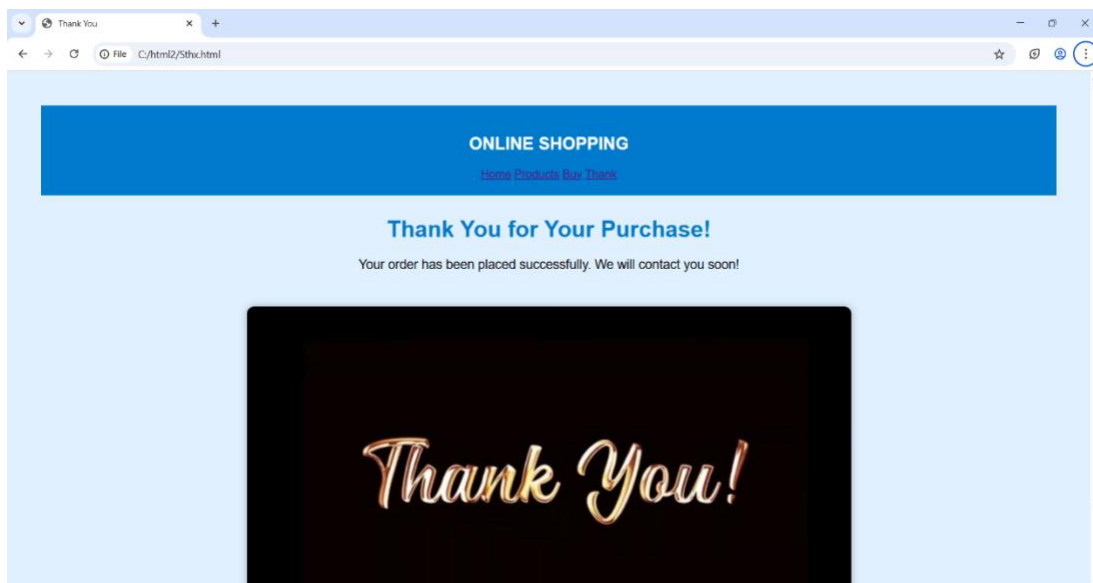 Thank You
File C:/html2/5thx.html
ONLINE SHOPPING
Home Products Buy Thank
Thank You for Your Purchase!
Your order has been placed successfully. We will contact you soon!
Thank You!